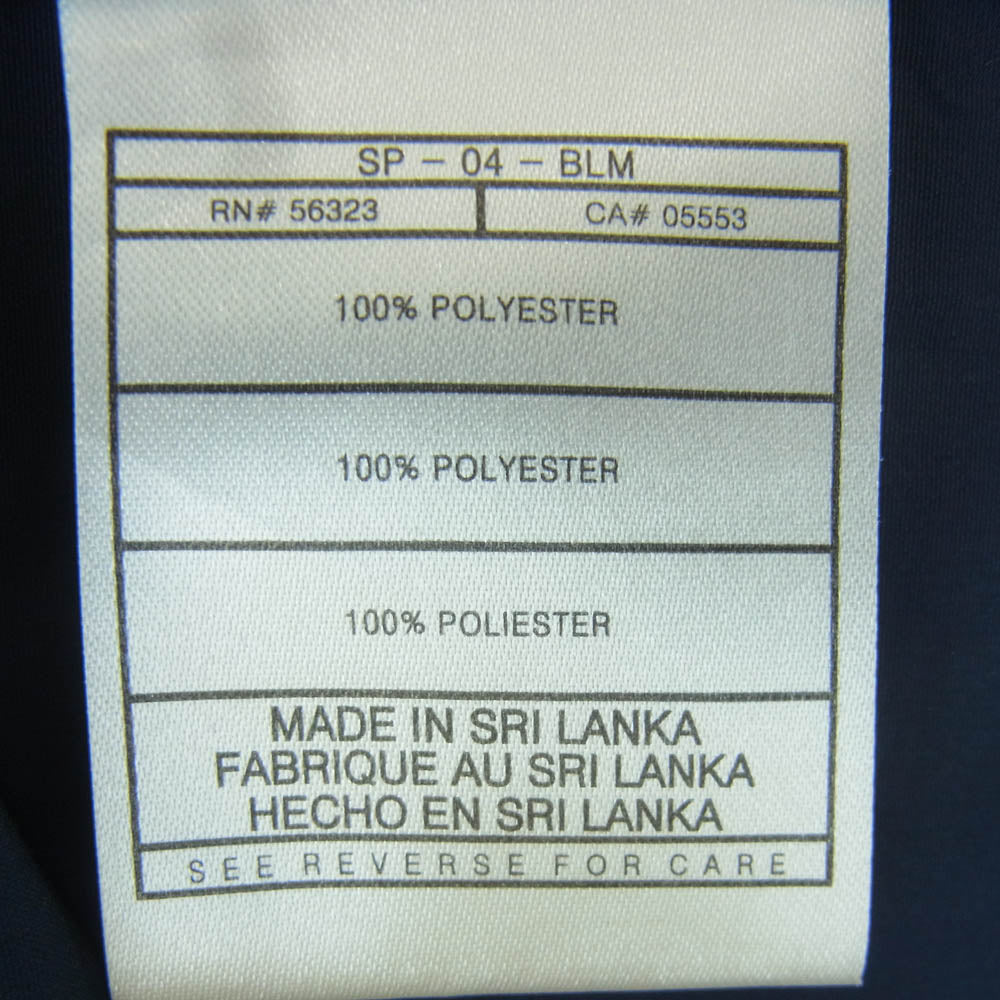 SP - 04 - BLM
RN# 56323 CA# 05553
100% POLYESTER
100% POLYESTER
100% POLIESTER
MADE IN SRI LANKA
FABRIQUE AU SRI LANKA
HECHO EN SRI LANKA
SEE REVERSE FOR CARE